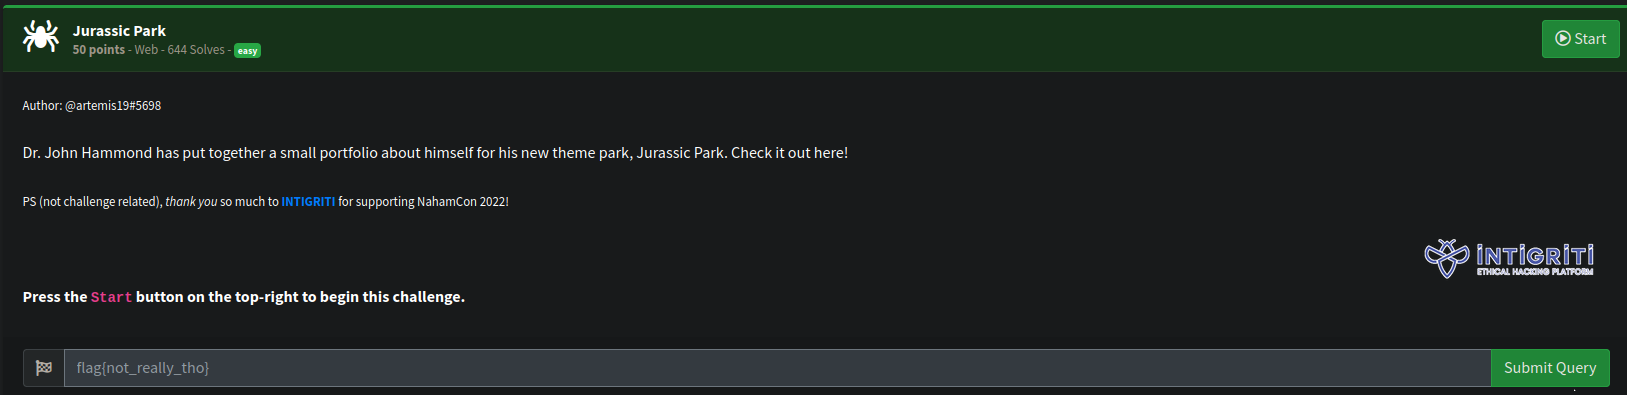 Jurassic Park
50 points - Web - 644 Solves - easy
Start
Author: @artemis19#5698
Dr. John Hammond has put together a small portfolio about himself for his new theme park, Jurassic Park. Check it out here!
PS (not challenge related), thank you so much to INTIGRITI for supporting NahamCon 2022!
INTIGRITI
ETHICAL HACKING PLATFORM
Press the Start button on the top-right to begin this challenge.
flag{not_really_tho}
Submit Query